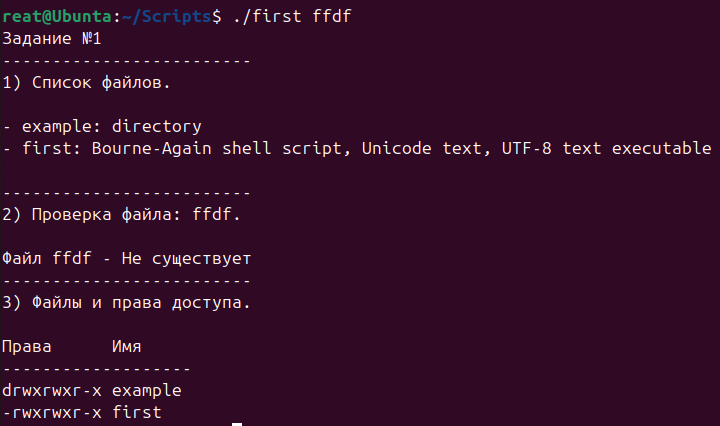 reat@Ubuntu:~/Scripts$ ./first ffdf
Задание №1
-------------------------
1) Список файлов.
- example: directory
- first: Bourne-Again shell script, Unicode text, UTF-8 text executable
-------------------------
2) Проверка файла: ffdf.
Файл ffdf - Не существует
-------------------------
3) Файлы и права доступа.
Права      Имя
-------------------
drwxrwxr-x example
-rwxrwxr-x first